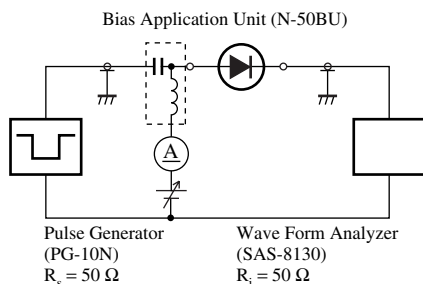 Bias Application Unit (N-50BU)
A
Pulse Generator
(PG-10N)
Rs = 50 Ω
Wave Form Analyzer
(SAS-8130)
Ri = 50 Ω